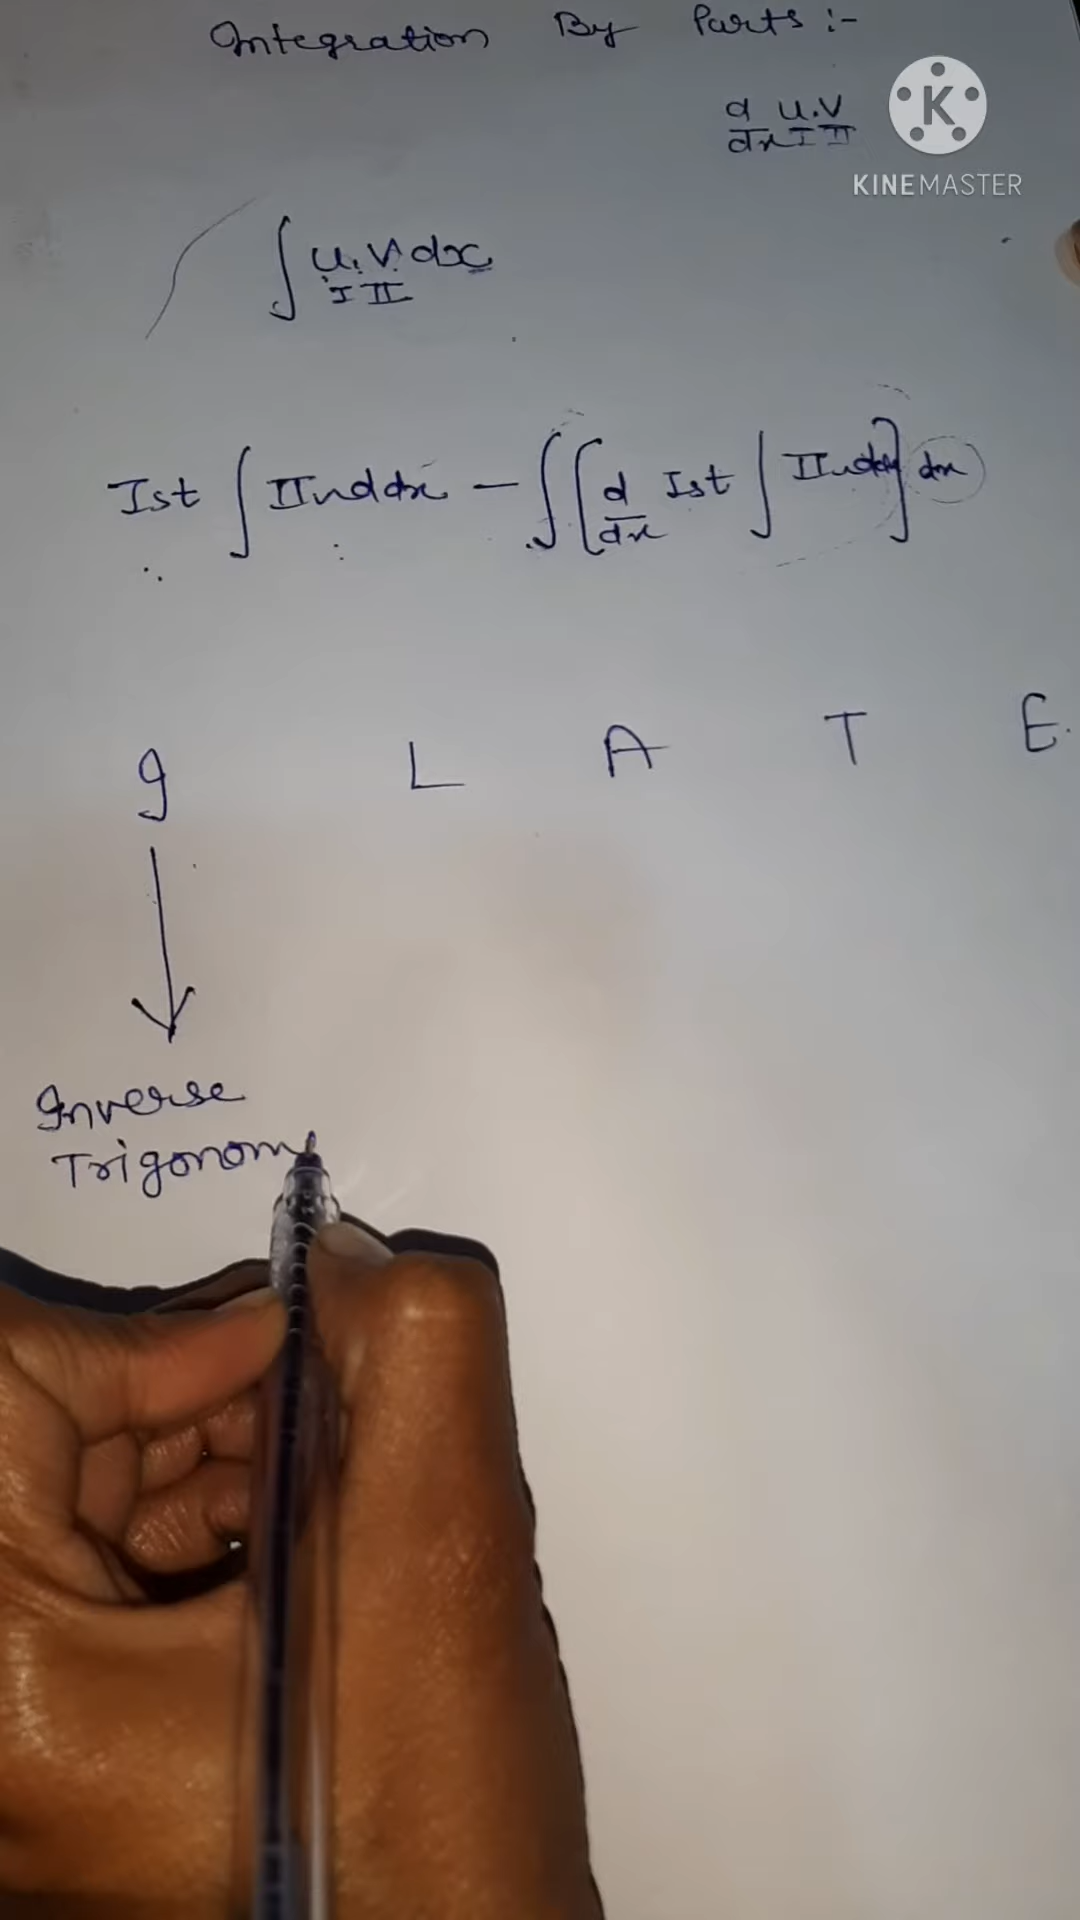 Integration By Parts :-
d/dx U.V
I II
KINEMASTER
∫ U.V dx
I II
Ist ∫ IInd dx - ∫ [ d/dx Ist ∫ IInd dx ] dx
I L A T E.
Inverse
Trigonom